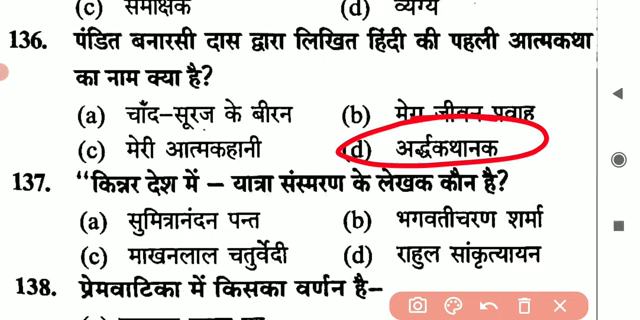 (c) समीक्षक (d) व्यंग्य
136. पंडित बनारसी दास द्वारा लिखित हिंदी की पहली आत्मकथा
का नाम क्या है?
(a) चाँद-सूरज के बीरन (b) मेरा जीवन प्रवाह
(c) मेरी आत्मकहानी (d) अर्द्धकथानक
137. "किन्नर देश में – यात्रा संस्मरण के लेखक कौन है?
(a) सुमित्रानंदन पन्त (b) भगवतीचरण शर्मा
(c) माखनलाल चतुर्वेदी (d) राहुल सांकृत्यायन
138. प्रेमवाटिका में किसका वर्णन है–